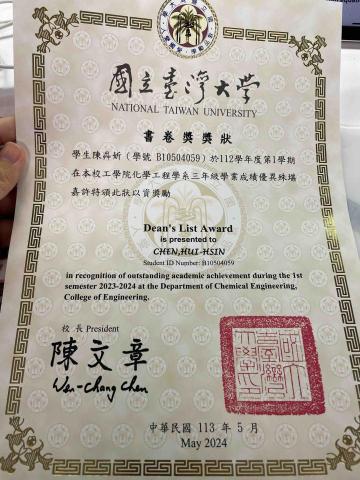 國立臺灣大學
NATIONAL TAIWAN UNIVERSITY
書卷獎獎狀
學生陳 (學號 B10504059) 於112學年度第1學期
在本校工學院化學工程學系三年級學業成績優異殊堪
嘉許特頒此狀以資獎勵
Dean's List Award
is presented to
CHEN, HUI-HSIN
Student ID Number: B10504059
in recognition of outstanding academic achievement during the 1st
semester 2023-2024 at the Department of Chemical Engineering,
College of Engineering.
校 長 President
陳文章
Wen-Chang Chen
中華民國 113 年 5 月
May 2024